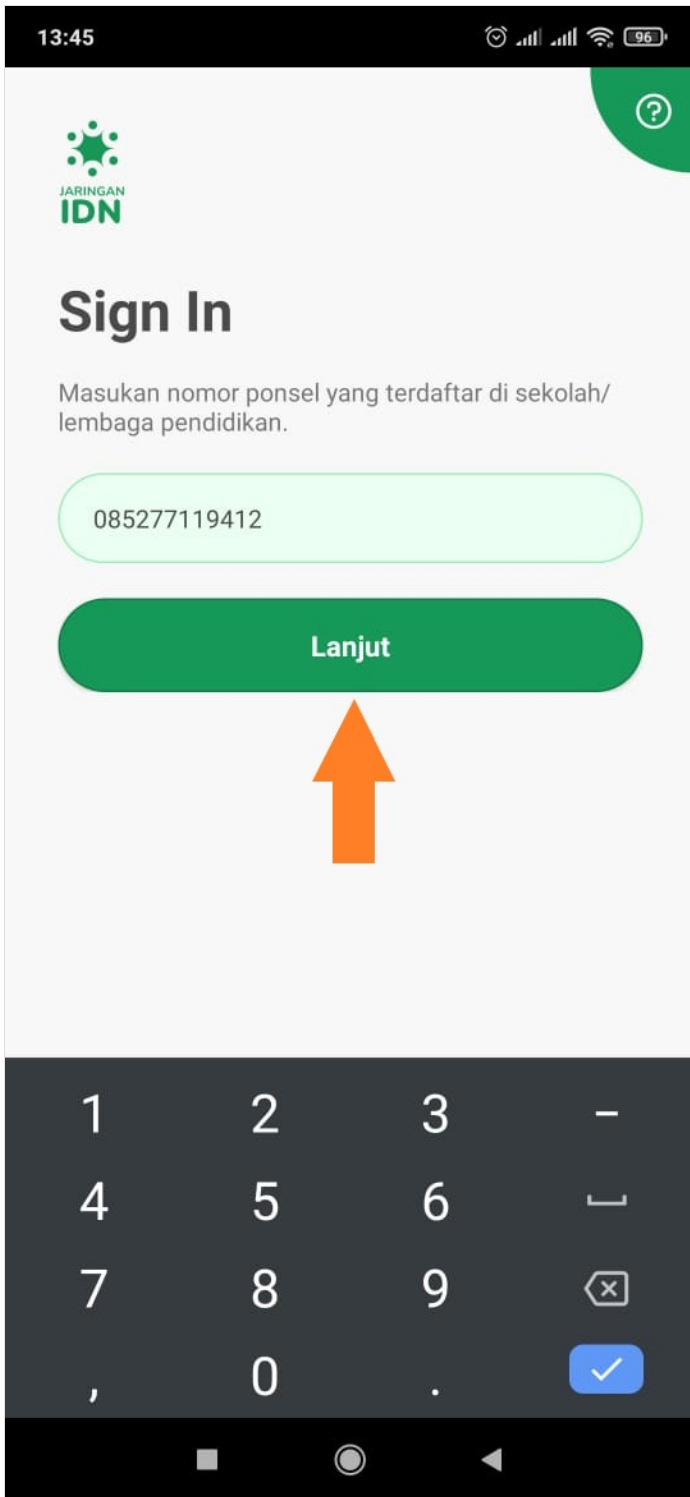 13:45
96
JARINGAN
IDN
Sign In
Masukan nomor ponsel yang terdaftar di sekolah/
lembaga pendidikan.
085277119412
Lanjut
1 2 3 –
4 5 6
7 8 9
, 0 .